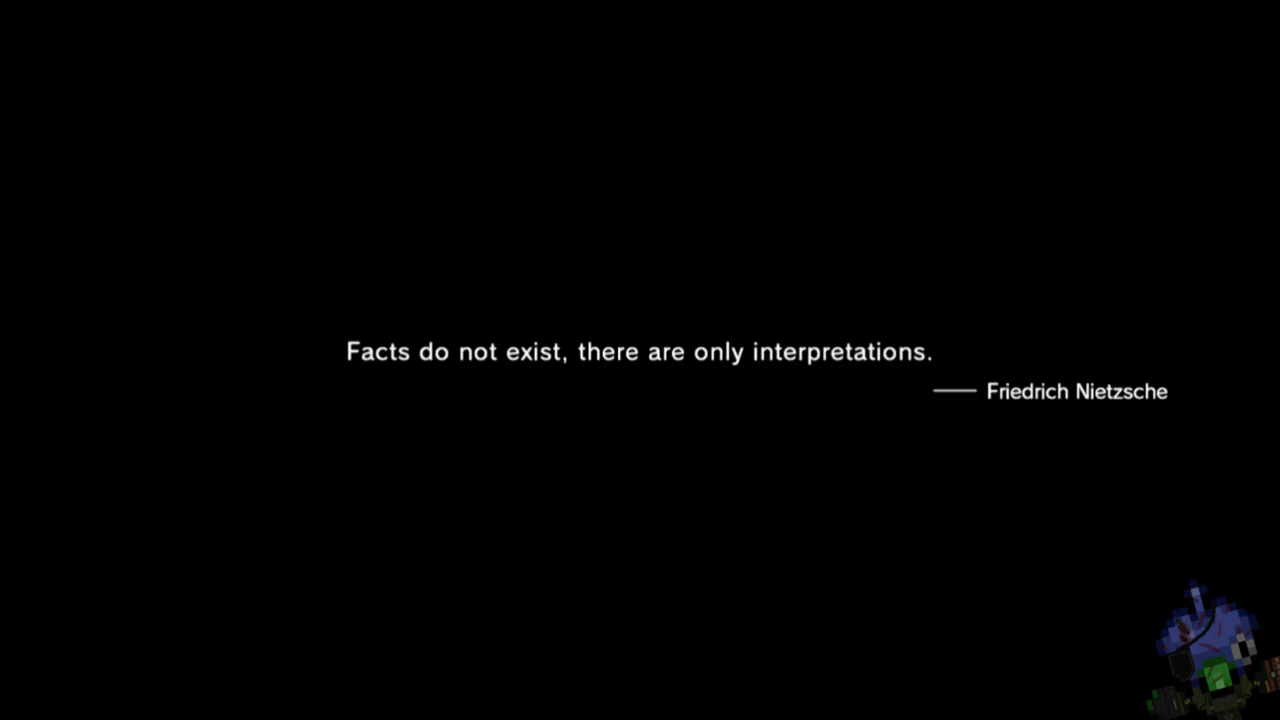 Facts do not exist, there are only interpretations.
—— Friedrich Nietzsche